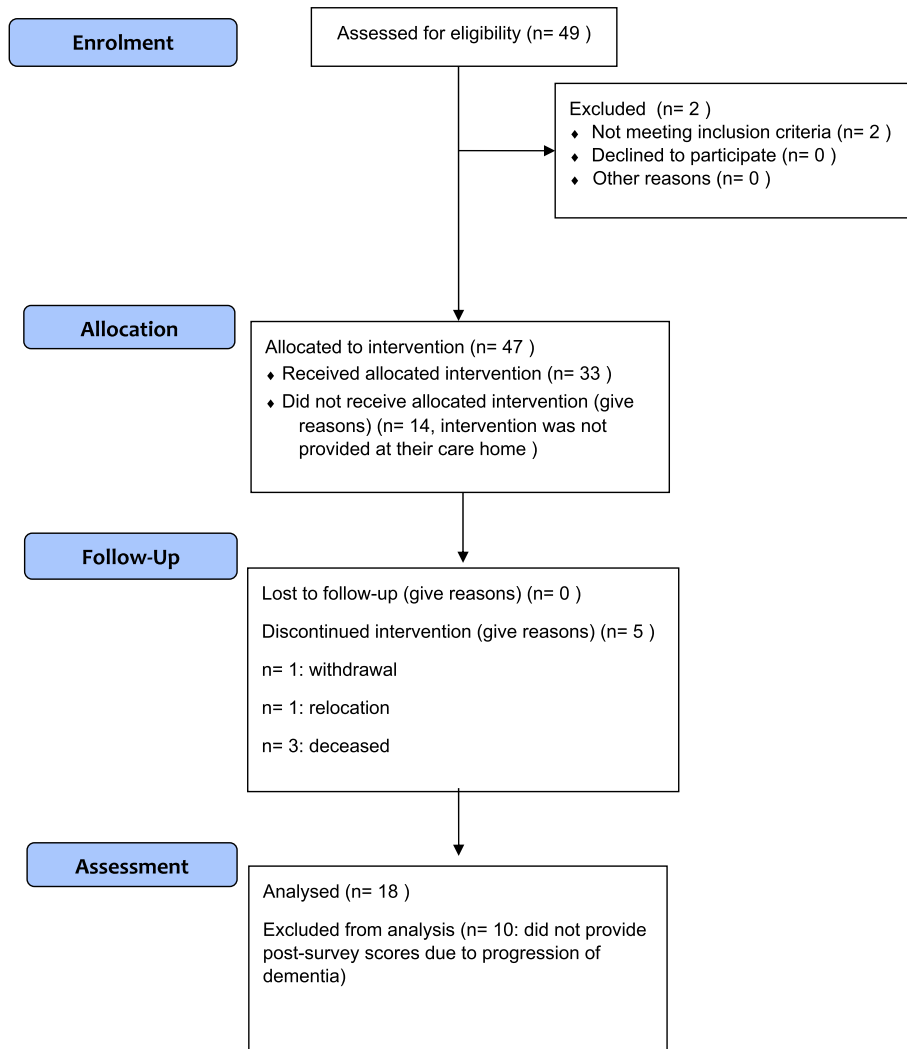 Enrolment
Assessed for eligibility (n= 49 )
Excluded (n= 2 )
♦ Not meeting inclusion criteria (n= 2 )
♦ Declined to participate (n= 0 )
♦ Other reasons (n= 0 )
Allocation
Allocated to intervention (n= 47 )
♦ Received allocated intervention (n= 33 )
♦ Did not receive allocated intervention (give
reasons) (n= 14, intervention was not
provided at their care home )
Follow-Up
Lost to follow-up (give reasons) (n= 0 )
Discontinued intervention (give reasons) (n= 5 )
n= 1: withdrawal
n= 1: relocation
n= 3: deceased
Assessment
Analysed (n= 18 )
Excluded from analysis (n= 10: did not provide
post-survey scores due to progression of
dementia)